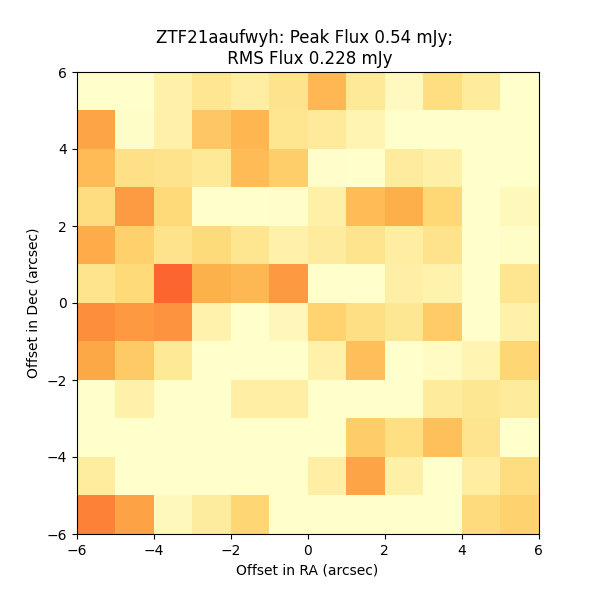 ZTF21aaufwyh: Peak Flux 0.54 mJy;
RMS Flux 0.228 mJy
6
4
2
0
−2
−4
−6
Offset in Dec (arcsec)
−6 −4 −2 0 2 4 6
Offset in RA (arcsec)